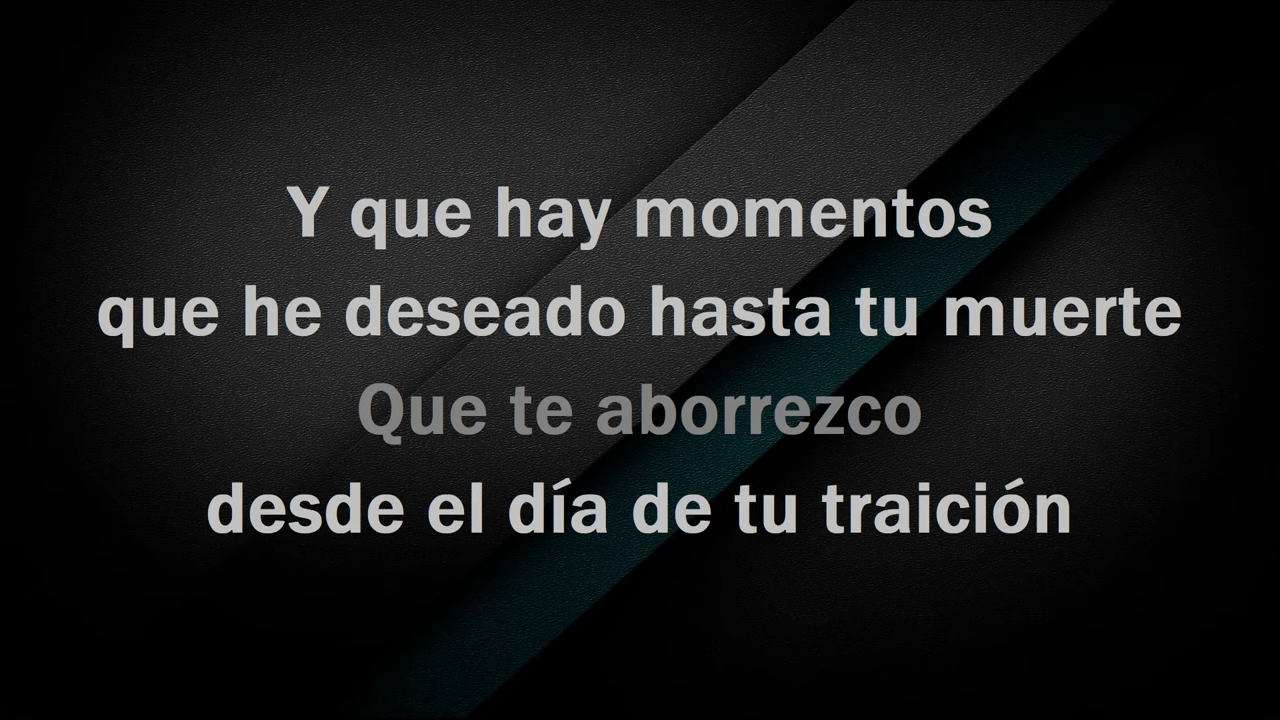 Y que hay momentos
que he deseado hasta tu muerte
Que te aborrezco
desde el día de tu traición